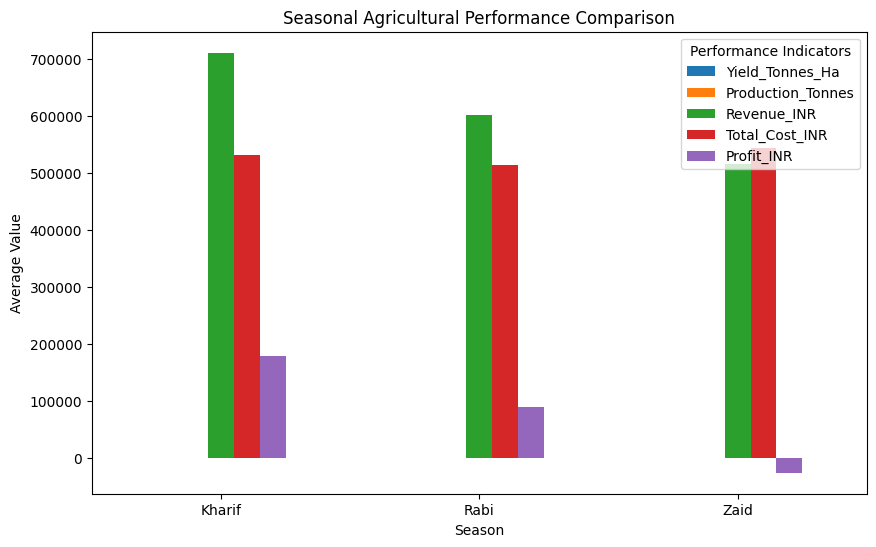 Seasonal Agricultural Performance Comparison
Performance Indicators
Yield_Tonnes_Ha
Production_Tonnes
Revenue_INR
Total_Cost_INR
Profit_INR
700000
600000
500000
400000
300000
200000
100000
0
Average Value
Kharif
Rabi
Zaid
Season